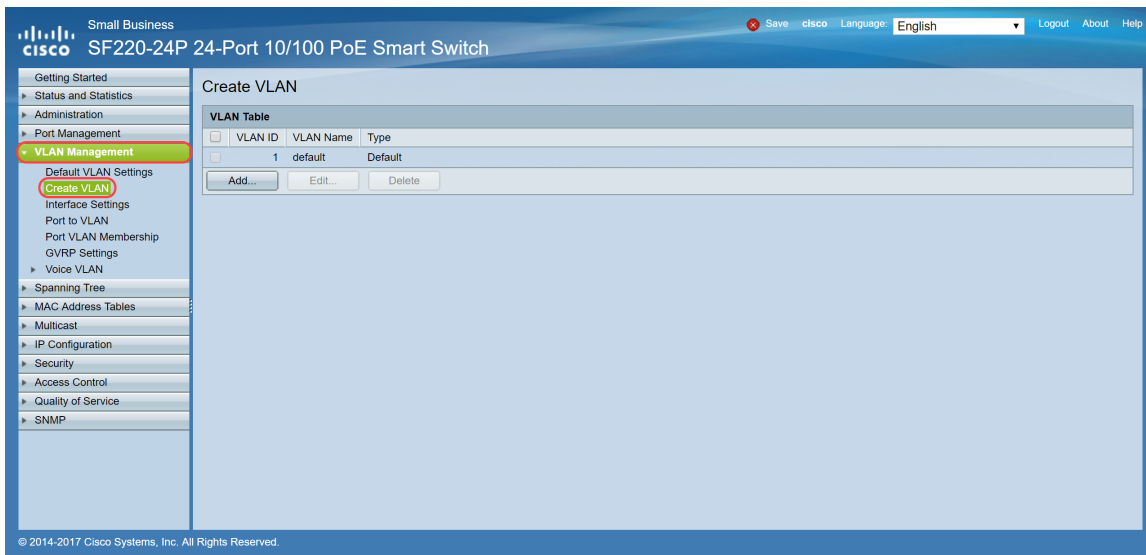 Small Business
cisco SF220-24P 24-Port 10/100 PoE Smart Switch
Save cisco Language: English Logout About Help
Getting Started
Status and Statistics
Administration
Port Management
VLAN Management
Default VLAN Settings
Create VLAN
Interface Settings
Port to VLAN
Port VLAN Membership
GVRP Settings
Voice VLAN
Spanning Tree
MAC Address Tables
Multicast
IP Configuration
Security
Access Control
Quality of Service
SNMP
Create VLAN
VLAN Table
VLAN ID VLAN Name Type
1 default Default
Add... Edit... Delete
© 2014-2017 Cisco Systems, Inc. All Rights Reserved.